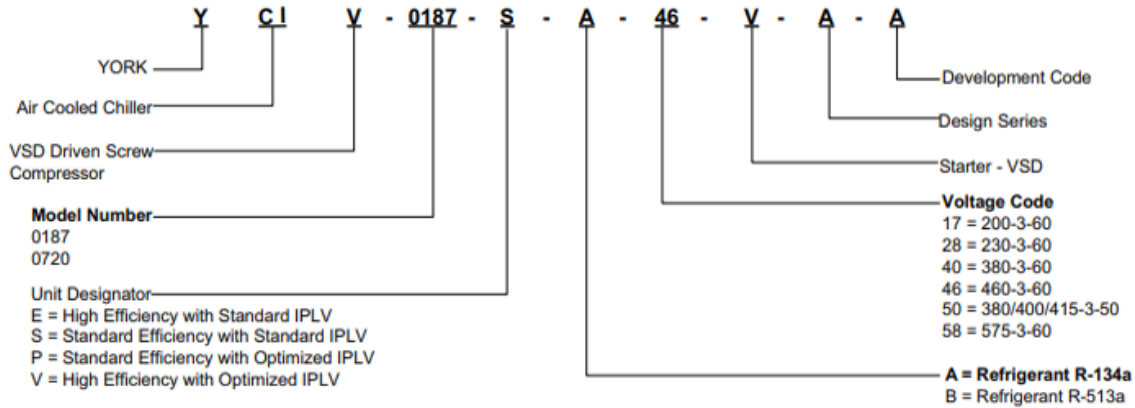 Y CI V - 0187 - S - A - 46 - V - A - A
YORK
Air Cooled Chiller
VSD Driven Screw
Compressor
Model Number
0187
0720
Unit Designator
E = High Efficiency with Standard IPLV
S = Standard Efficiency with Standard IPLV
P = Standard Efficiency with Optimized IPLV
V = High Efficiency with Optimized IPLV
Development Code
Design Series
Starter - VSD
Voltage Code
17 = 200-3-60
28 = 230-3-60
40 = 380-3-60
46 = 460-3-60
50 = 380/400/415-3-50
58 = 575-3-60
A = Refrigerant R-134a
B = Refrigerant R-513a